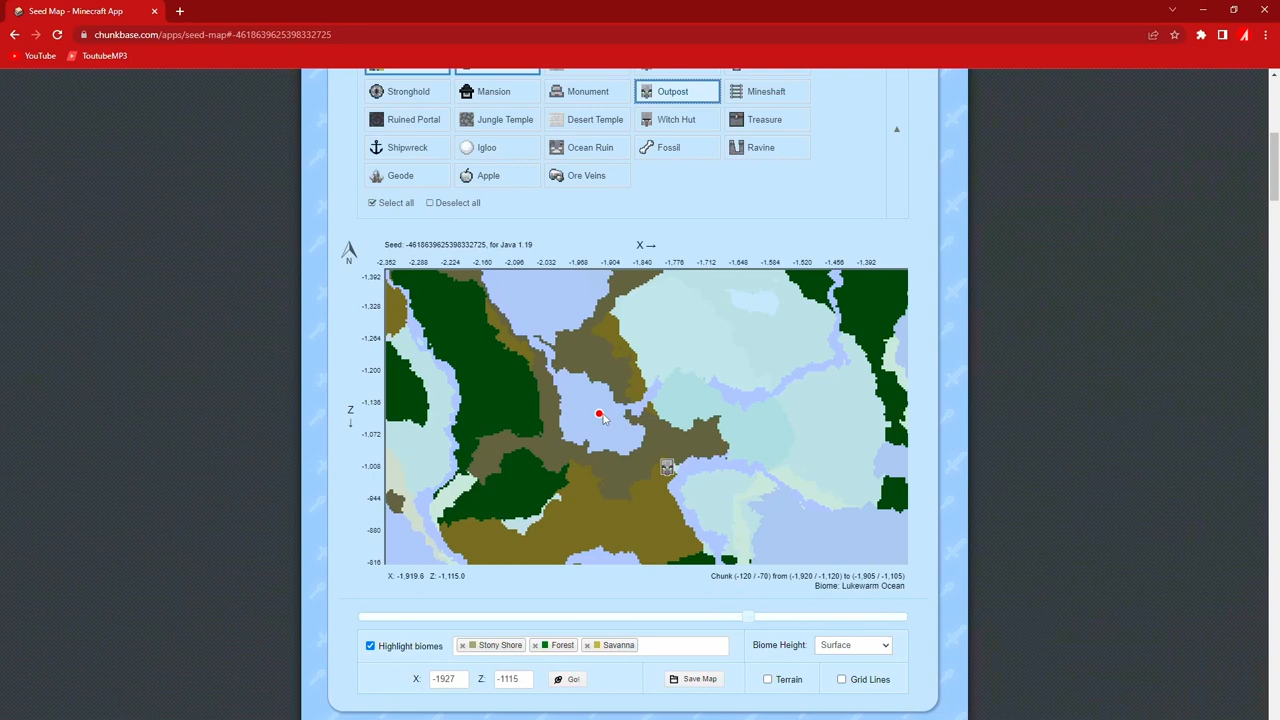 Seed Map - Minecraft App
chunkbase.com/apps/seed-map#-4618639625398332725
YouTube ToutubeMP3
Stronghold Mansion Monument Outpost Mineshaft
Ruined Portal Jungle Temple Desert Temple Witch Hut Treasure
Shipwreck Igloo Ocean Ruin Fossil Ravine
Geode Apple Ore Veins
Select all Deselect all
Seed: -4618639625398332725, for Java 1.19 X →
N
-2,352 -2,288 -2,224 -2,160 -2,096 -2,032 -1,968 -1,904 -1,840 -1,776 -1,712 -1,648 -1,584 -1,520 -1,456 -1,392
-1,392
-1,328
-1,264
-1,200
-1,136
Z
-1,072
-1,008
-944
-880
-816
X: -1,919.6 Z: -1,115.0 Chunk (-120 / -70) from (-1,920 / -1,120) to (-1,905 / -1,105)
Biome: Lukewarm Ocean
Highlight biomes × Stony Shore × Forest × Savanna Biome Height: Surface
X: -1927 Z: -1115 Go! Save Map Terrain Grid Lines